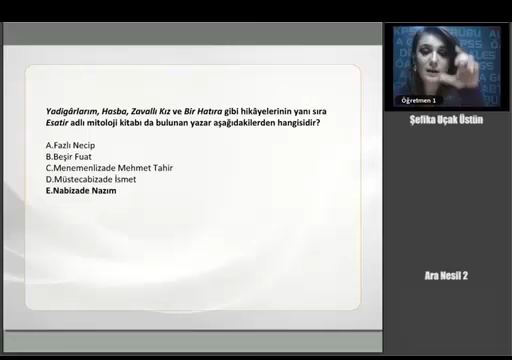 Yadigârlarım, Hasba, Zavallı Kız ve Bir Hatıra gibi hikâyelerinin yanı sıra
Esatir adlı mitoloji kitabı da bulunan yazar aşağıdakilerden hangisidir?
A.Fazlı Necip
B.Beşir Fuat
C.Menemenlizade Mehmet Tahir
D.Müstecabizade İsmet
E.Nabizade Nazım
Öğretmen 1
Şefika Uçak Üstün
Ara Nesil 2